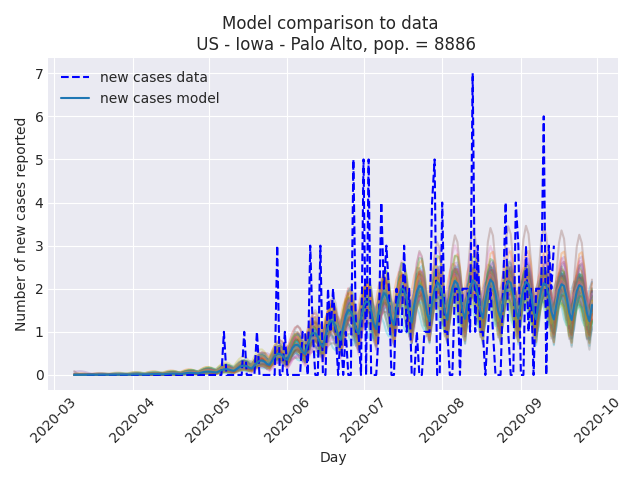 Model comparison to data
US - Iowa - Palo Alto, pop. = 8886
new cases data
new cases model
Number of new cases reported
7
6
5
4
3
2
1
0
2020-03
2020-04
2020-05
2020-06
2020-07
2020-08
2020-09
2020-10
Day